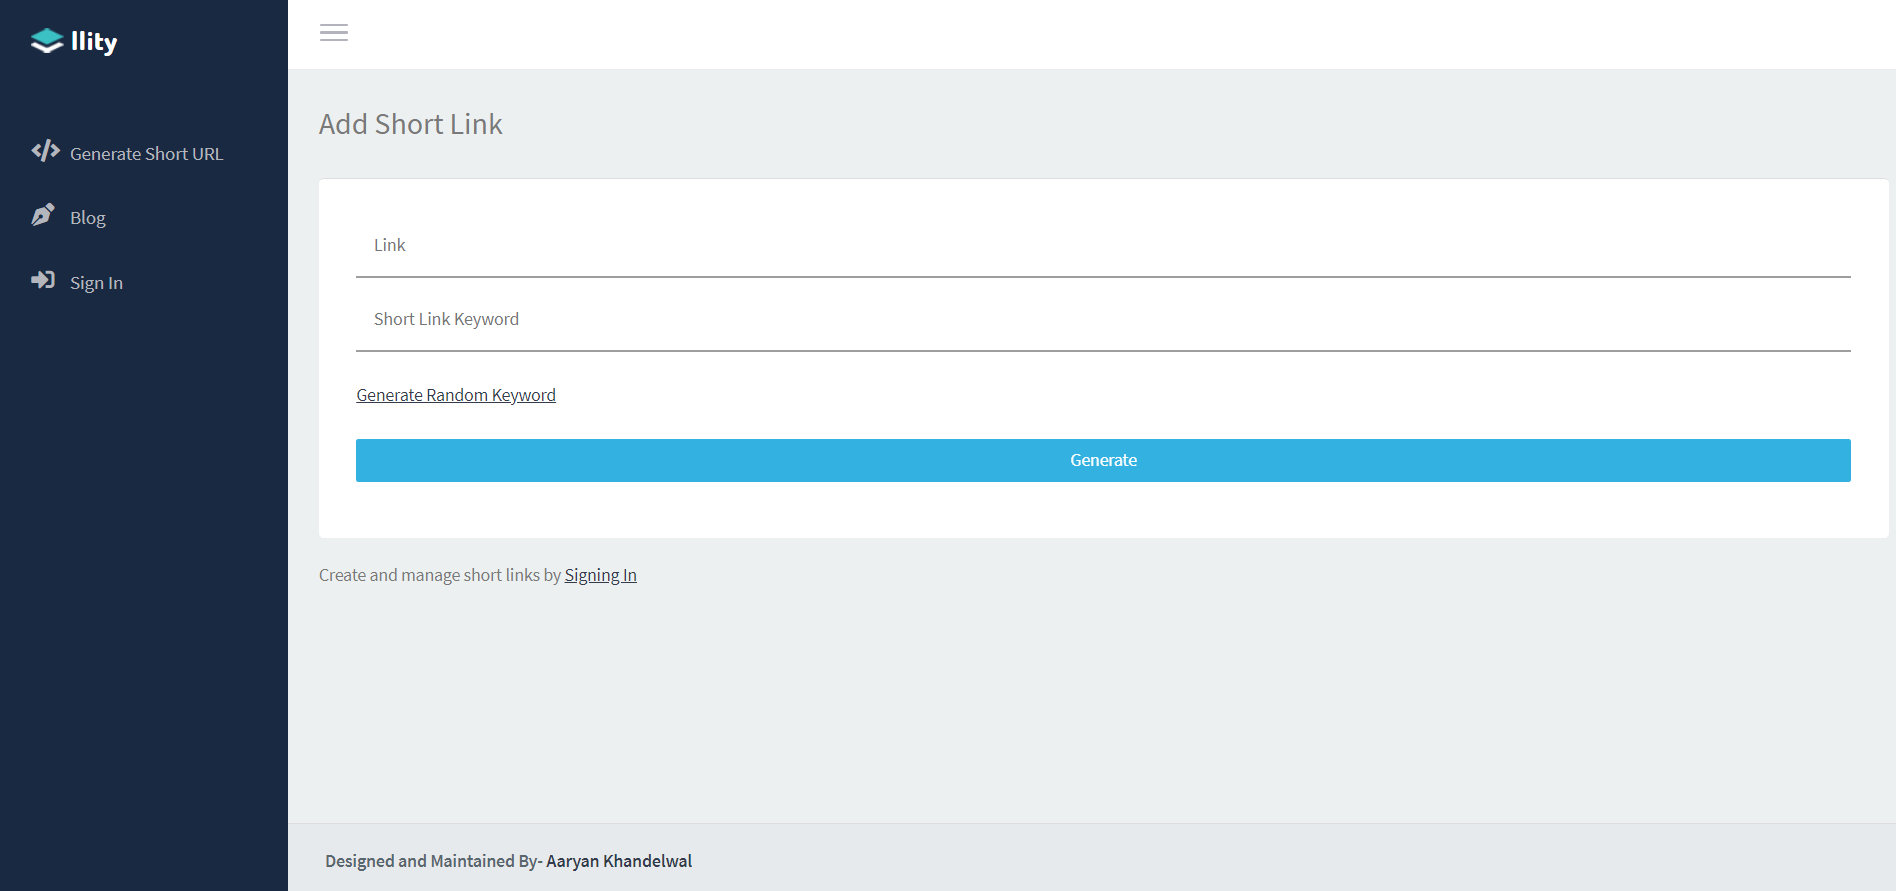 llity
Generate Short URL
Blog
Sign In
Add Short Link
Link
Short Link Keyword
Generate Random Keyword
Generate
Create and manage short links by Signing In
Designed and Maintained By- Aaryan Khandelwal